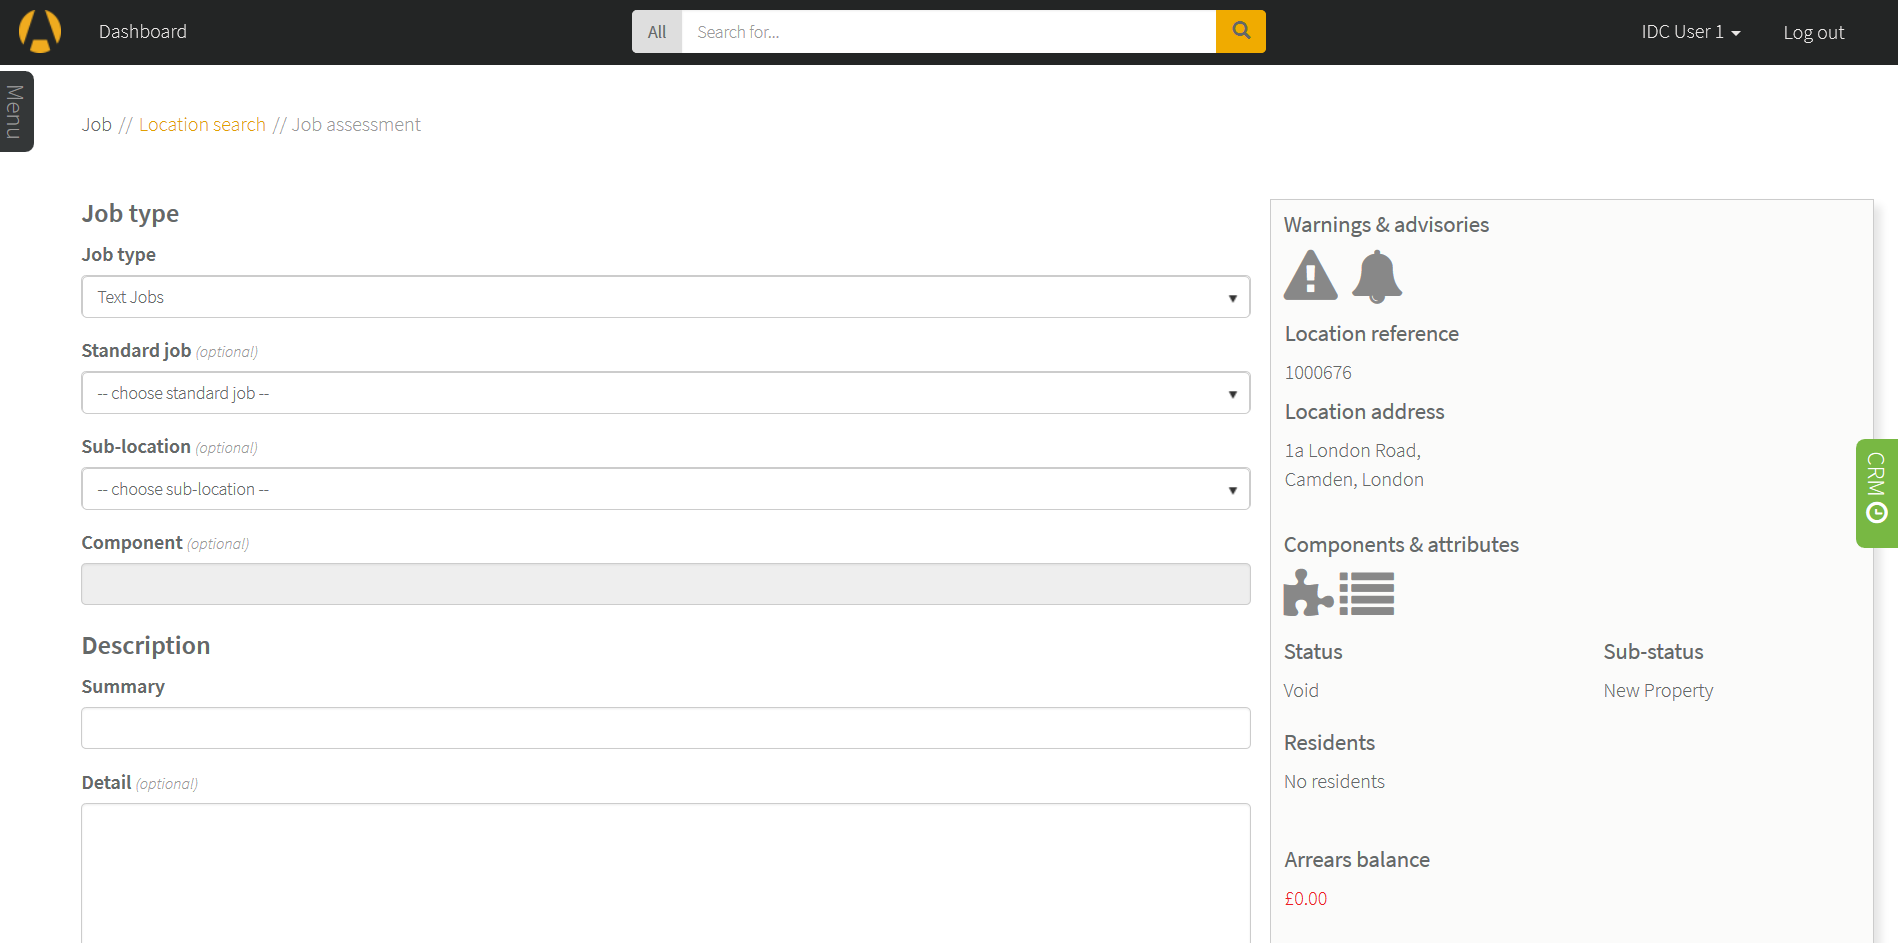 Dashboard
All
Search for...
IDC User 1
Log out
Menu
Job // Location search // Job assessment
Job type
Job type
Text Jobs
Standard job (optional)
-- choose standard job --
Sub-location (optional)
-- choose sub-location --
Component (optional)
Description
Summary
Detail (optional)
Warnings & advisories
Location reference
1000676
Location address
1a London Road,
Camden, London
CRM
Components & attributes
Status
Sub-status
Void
New Property
Residents
No residents
Arrears balance
£0.00